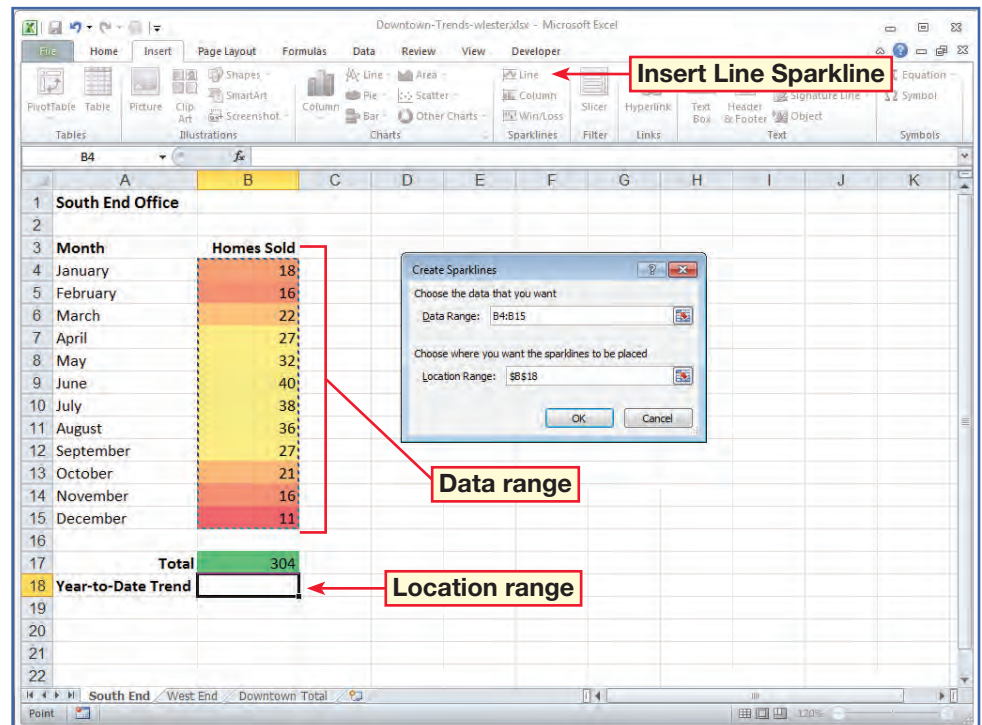 Downtown-Trends-wlester.xlsx - Microsoft Excel
File Home Insert Page Layout Formulas Data Review View Developer
Insert Line Sparkline
PivotTable Table Picture Clip Art Shapes SmartArt Screenshot Column Line Pie Bar Area Scatter Other Charts Line Column Win/Loss Slicer Hyperlink Text Box Header & Footer Signature Line Object Equation Symbol
Tables Illustrations Charts Sparklines Filter Links Text Symbols
B4 fx
A B C D E F G H I J K
1 South End Office
2
3 Month Homes Sold
4 January 18
5 February 16
6 March 22
7 April 27
8 May 32
9 June 40
10 July 38
11 August 36
12 September 27
13 October 21
14 November 16
15 December 11
16
17 Total 304
18 Year-to-Date Trend
19
20
21
22
Create Sparklines
Choose the data that you want
Data Range: B4:B15
Choose where you want the sparklines to be placed
Location Range: $B$18
OK Cancel
Data range
Location range
South End West End Downtown Total
Point 120%